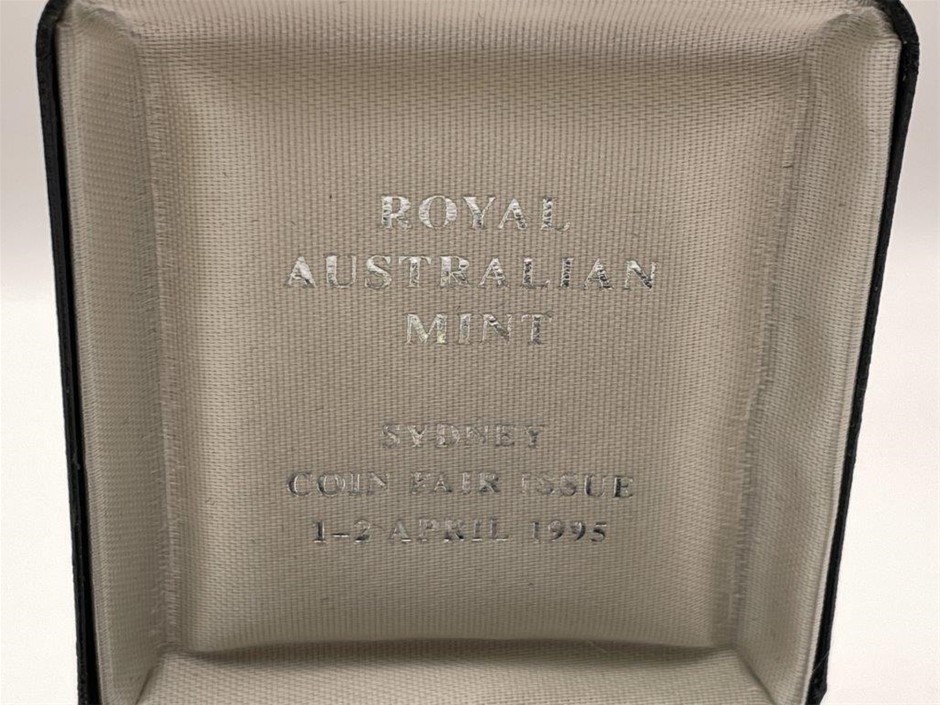 ROYAL
AUSTRALIAN
MINT
SYDNEY
COIN FAIR ISSUE
1-2 APRIL 1995